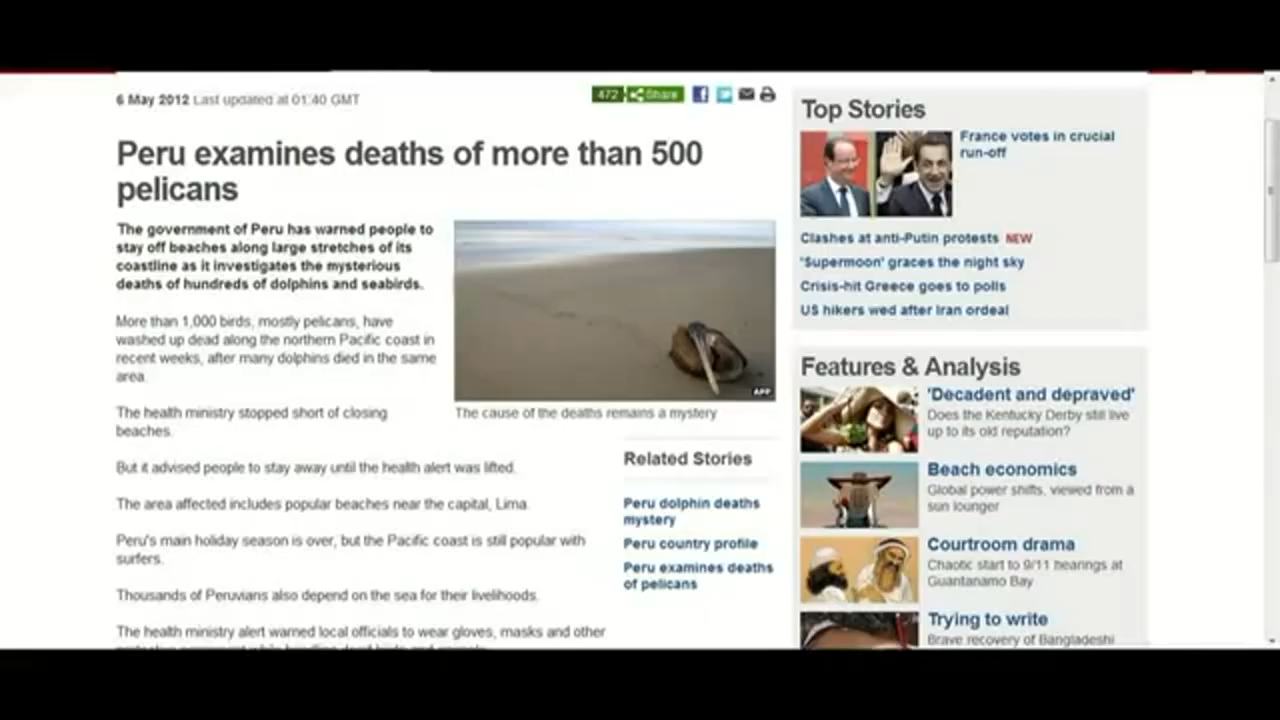 6 May 2012 Last updated at 01:40 GMT
472 Share
Peru examines deaths of more than 500
pelicans
The government of Peru has warned people to
stay off beaches along large stretches of its
coastline as it investigates the mysterious
deaths of hundreds of dolphins and seabirds.
More than 1,000 birds, mostly pelicans, have
washed up dead along the northern Pacific coast in
recent weeks, after many dolphins died in the same
area.
The health ministry stopped short of closing
beaches.
But it advised people to stay away until the health alert was lifted.
The area affected includes popular beaches near the capital, Lima.
Peru's main holiday season is over, but the Pacific coast is still popular with
surfers.
Thousands of Peruvians also depend on the sea for their livelihoods.
The health ministry alert warned local officials to wear gloves, masks and other
AFP
The cause of the deaths remains a mystery
Related Stories
Peru dolphin deaths
mystery
Peru country profile
Peru examines deaths
of pelicans
Top Stories
France votes in crucial
run-off
Clashes at anti-Putin protests NEW
'Supermoon' graces the night sky
Crisis-hit Greece goes to polls
US hikers wed after Iran ordeal
Features & Analysis
'Decadent and depraved'
Does the Kentucky Derby still live
up to its old reputation?
Beach economics
Global power shifts, viewed from a
sun lounger
Courtroom drama
Chaotic start to 9/11 hearings at
Guantanamo Bay
Trying to write
Brave recovery of Bangladeshi